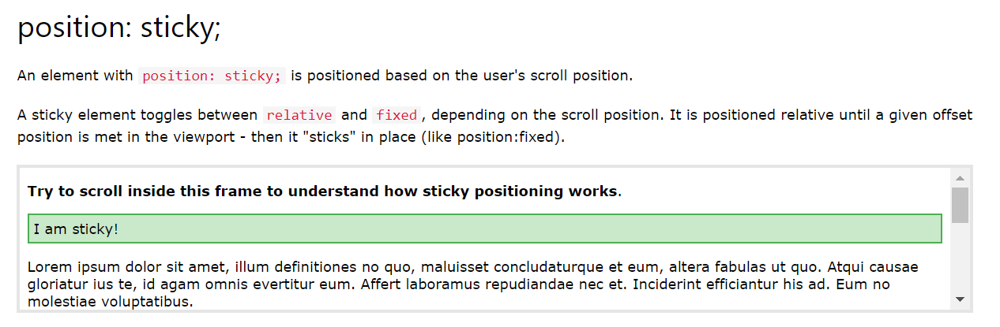 position: sticky;
An element with position: sticky; is positioned based on the user's scroll position.
A sticky element toggles between relative and fixed, depending on the scroll position. It is positioned relative until a given offset
position is met in the viewport - then it "sticks" in place (like position:fixed).
Try to scroll inside this frame to understand how sticky positioning works.
I am sticky!
Lorem ipsum dolor sit amet, illum definitiones no quo, maluisset concludaturque et eum, altera fabulas ut quo. Atqui causae
gloriatur ius te, id agam omnis evertitur eum. Affert laboramus repudiandae nec et. Inciderint efficiantur his ad. Eum no
molestiae voluptatibus.